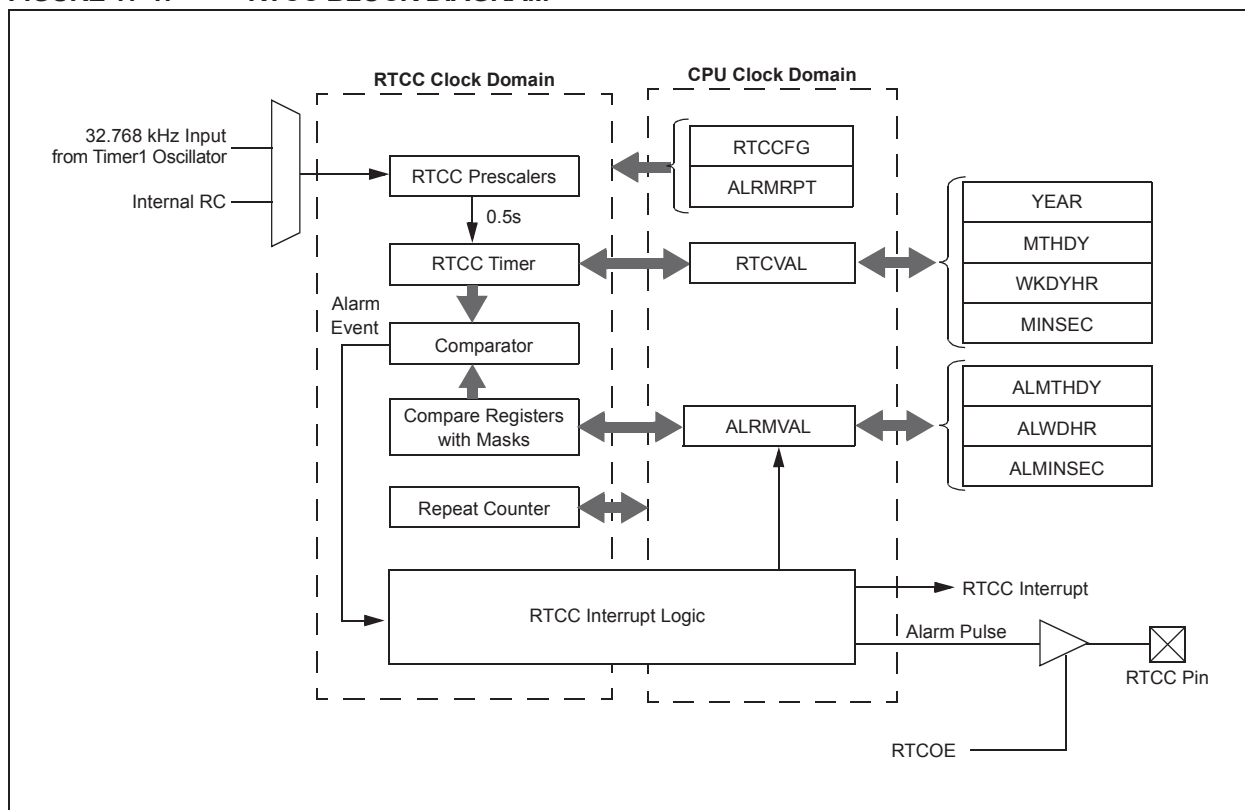 RTCC Clock Domain
CPU Clock Domain
32.768 kHz Input
from Timer1 Oscillator
Internal RC
RTCC Prescalers
0.5s
RTCC Timer
Alarm
Event
Comparator
Compare Registers
with Masks
Repeat Counter
RTCCFG
ALRMRPT
RTCVAL
ALRMVAL
YEAR
MTHDY
WKDYHR
MINSEC
ALMTHDY
ALWDHR
ALMINSEC
RTCC Interrupt Logic
RTCC Interrupt
Alarm Pulse
RTCC Pin
RTCOE